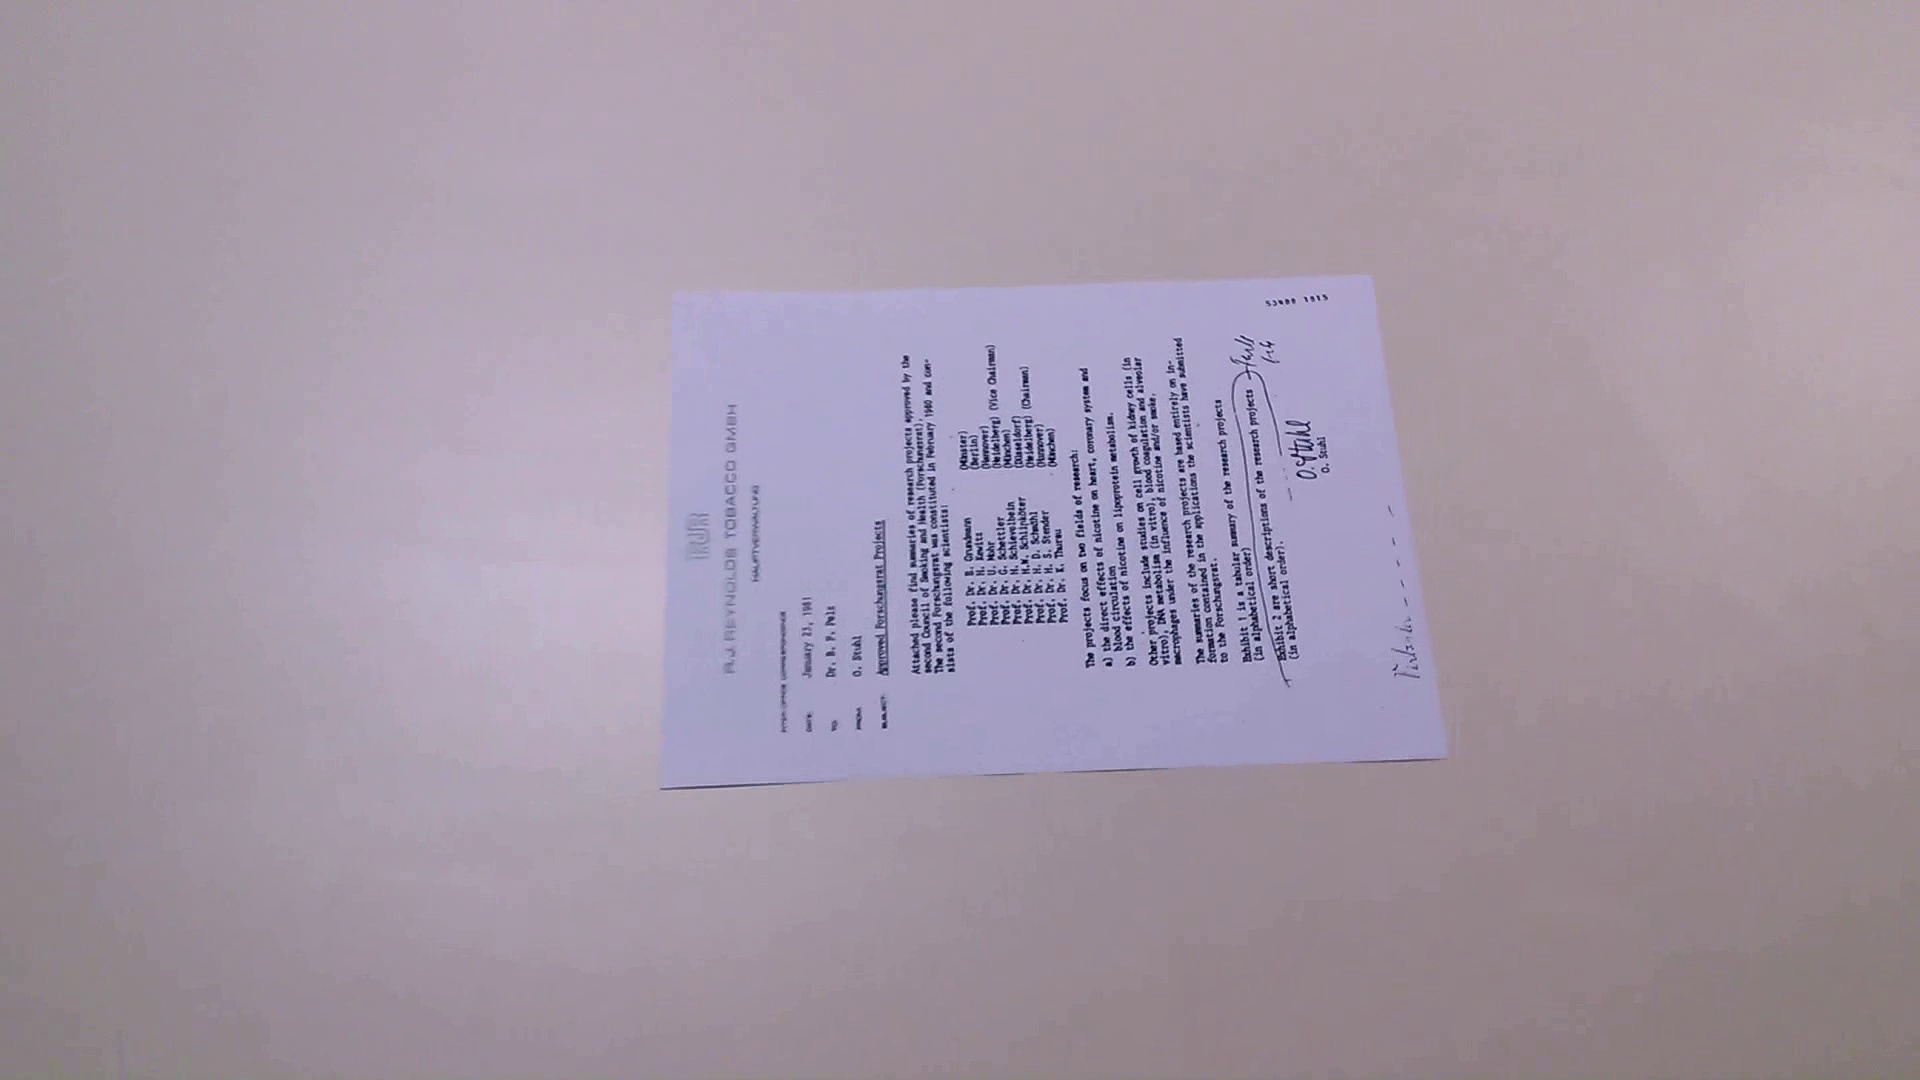 RJR
R.J. REYNOLDS TOBACCO GMBH
HAUPTVERWALTUNG
INTER-OFFICE CORRESPONDENCE
DATE: January 23, 1981
TO: Dr. B. P. Pels
FROM: O. Stuhl
SUBJECT: Approved Forschungsrat Projects
Attached please find summaries of research projects approved by the
second Council of Smoking and Health (Forschungsrat).
The second Forschungsrat was constituted in February 1980 and con-
sists of the following scientists:
Prof. Dr. E. Grundmann (Münster)
Prof. Dr. H. Kewitz (Berlin)
Prof. Dr. U. Mohr (Hannover)
Prof. Dr. G. Schettler (Heidelberg) (Vice Chairman)
Prof. Dr. H. Schievelbein (München)
Prof. Dr. H.W. Schlipköter (Düsseldorf)
Prof. Dr. D. Schmähl (Heidelberg) (Chairman)
Prof. Dr. H. S. Stender (Hannover)
Prof. Dr. K. Thurau (München)
The projects focus on two fields of research:
a) the direct effects of nicotine on heart, coronary system and
blood circulation
b) the effects of nicotine on lipoprotein metabolism.
Other projects include studies on cell growth of kidney cells (in
vitro), DNA metabolism (in vitro), blood coagulation and alveolar
macrophages under the influence of nicotine and/or smoke.
The summaries of the research projects are based entirely on in-
formation contained in the applications the scientists have submitted
to the Forschungsrat.
Exhibit 1 is a tabular summary of the research projects
(in alphabetical order)
Exhibit 2 are short descriptions of the research projects
(in alphabetical order).
O. Stuhl
O. Stuhl